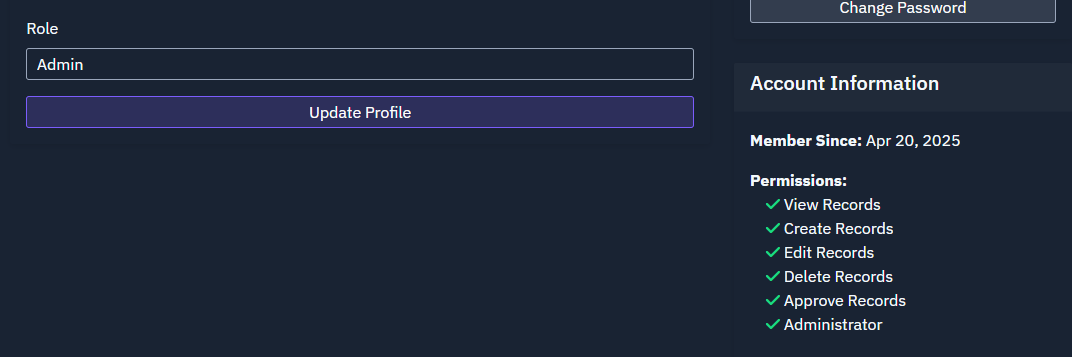 Role
Admin
Update Profile
Change Password
Account Information
Member Since: Apr 20, 2025
Permissions:
View Records
Create Records
Edit Records
Delete Records
Approve Records
Administrator